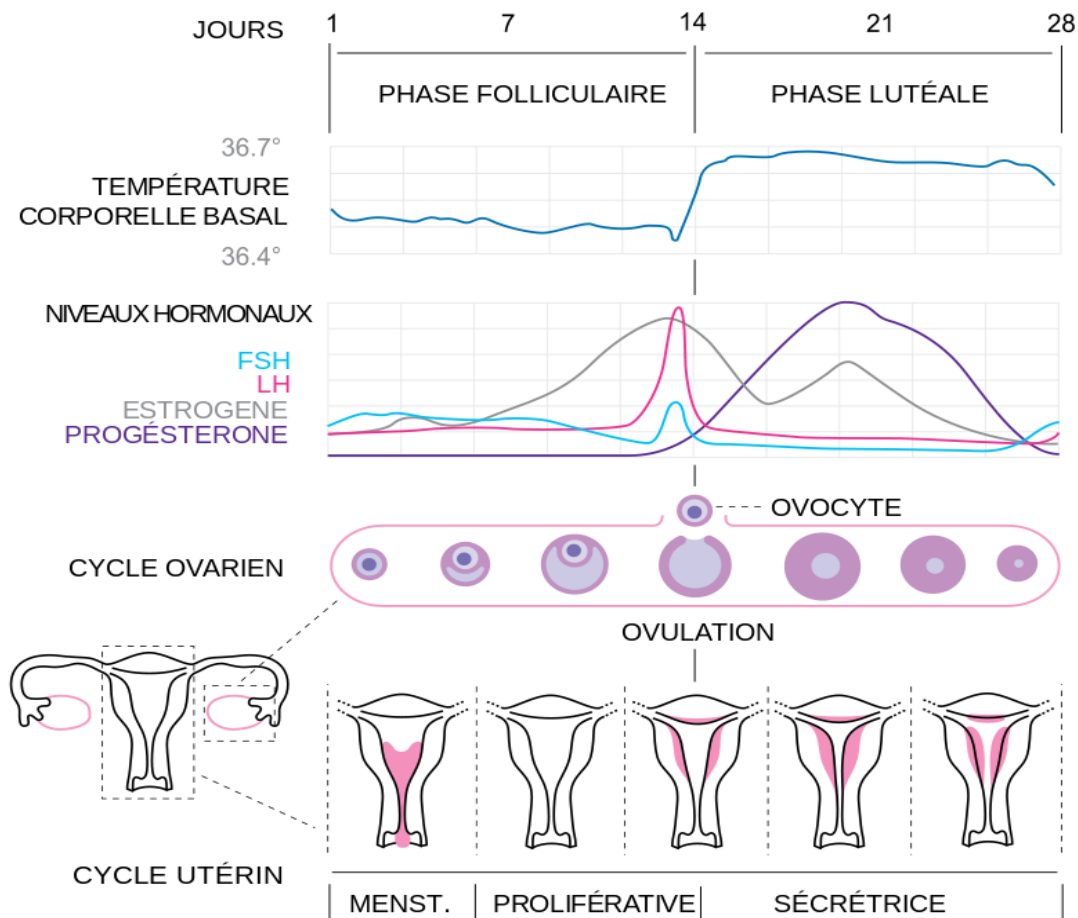 JOURS 1 7 14 21 28
PHASE FOLLICULAIRE PHASE LUTÉALE
36.7°
TEMPÉRATURE
CORPORELLE BASAL
36.4°
NIVEAUX HORMONAUX
FSH
LH
ESTROGENE
PROGÉSTERONE
OVOCYTE
CYCLE OVARIEN
OVULATION
CYCLE UTÉRIN
MENST. PROLIFÉRATIVE SÉCRÉTRICE